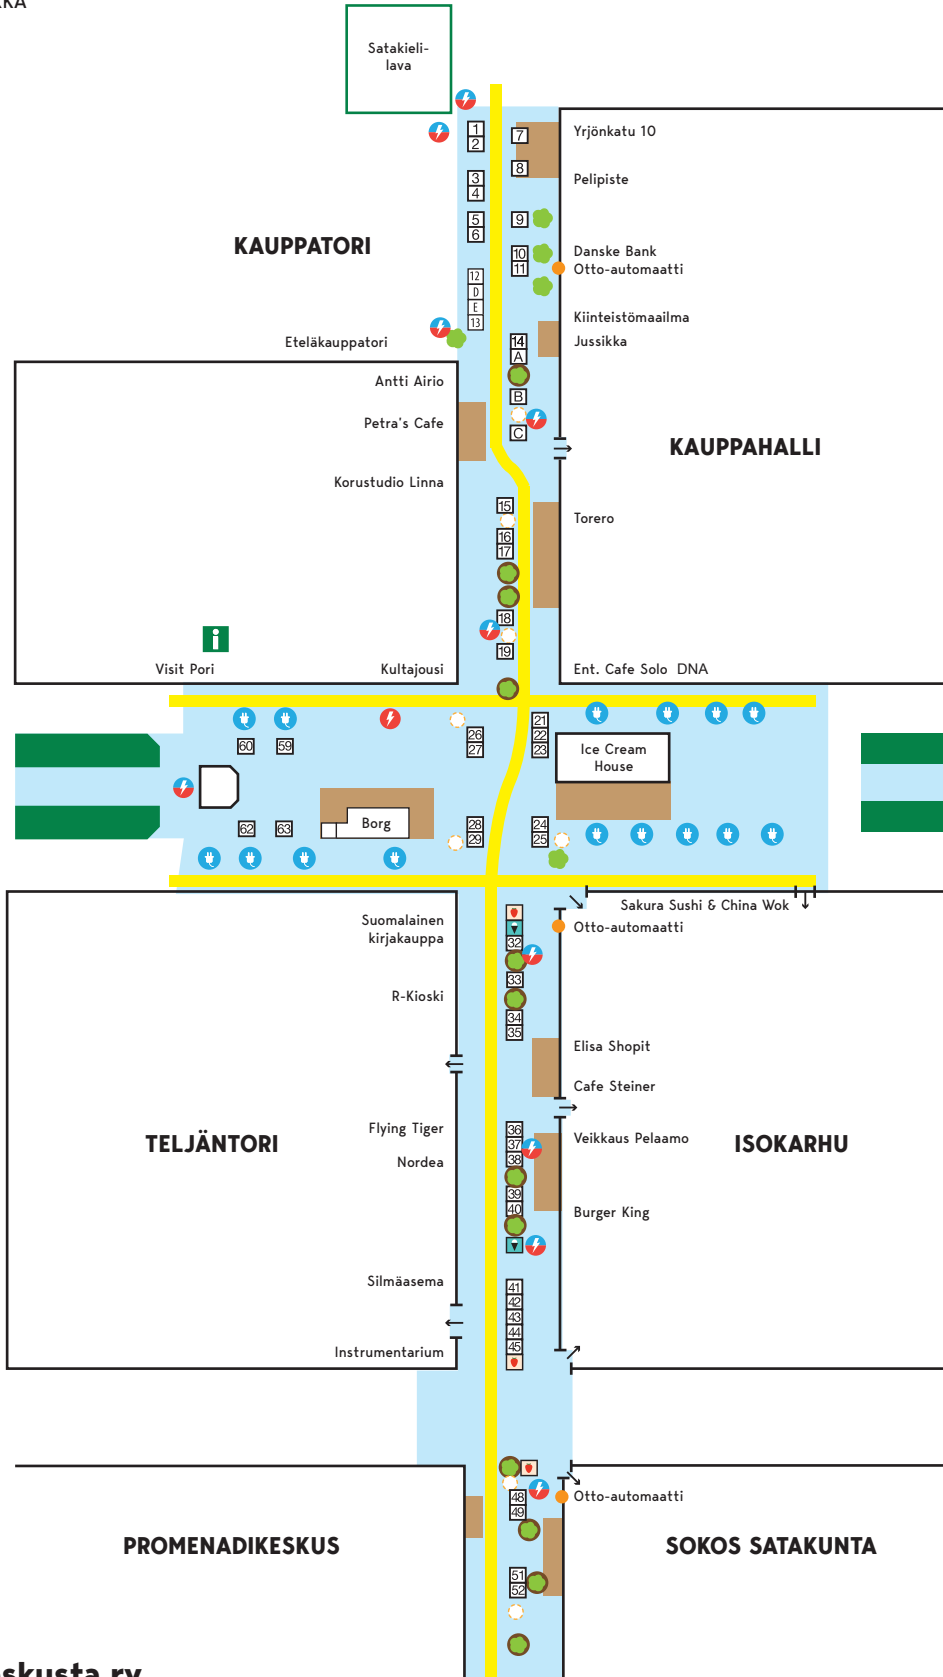 Satakieli-
lava
1
2
7
Yrjönkatu 10
8
Pelipiste
3
4
5
6
9
KAUPPATORI
10
11
Danske Bank
Otto-automaatti
12
D
E
13
Kiinteistömaailma
Eteläkauppatori
14
A
Jussikka
Antti Airio
B
Petra's Cafe
C
KAUPPAHALLI
Korustudio Linna
15
Torero
16
17
18
19
i
Visit Pori
Kultajousi
Ent. Cafe Solo DNA
21
22
23
26
27
60
59
Ice Cream
House
62
63
Borg
28
29
24
25
Sakura Sushi & China Wok
Suomalainen
kirjakauppa
Otto-automaatti
32
33
R-Kioski
34
35
Elisa Shopit
Cafe Steiner
Flying Tiger
36
37
38
Veikkaus Pelaamo
TELJÄNTORI
ISOKARHU
Nordea
39
40
Burger King
Silmäasema
41
42
43
44
45
Instrumentarium
48
49
Otto-automaatti
PROMENADIKESKUS
SOKOS SATAKUNTA
51
52